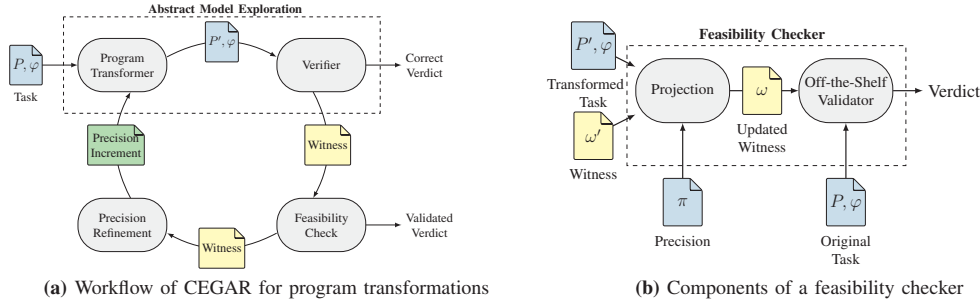 Abstract Model Exploration
P, φ
Task
Program
Transformer
P′, φ
Verifier
Correct
Verdict
Precision
Increment
Witness
Precision
Refinement
Witness
Feasibility
Check
Validated
Verdict
(a) Workflow of CEGAR for program transformations
Feasibility Checker
P′, φ
Transformed
Task
ω′
Witness
Projection
ω
Updated
Witness
Off-the-Shelf
Validator
Verdict
π
Precision
P, φ
Original
Task
(b) Components of a feasibility checker